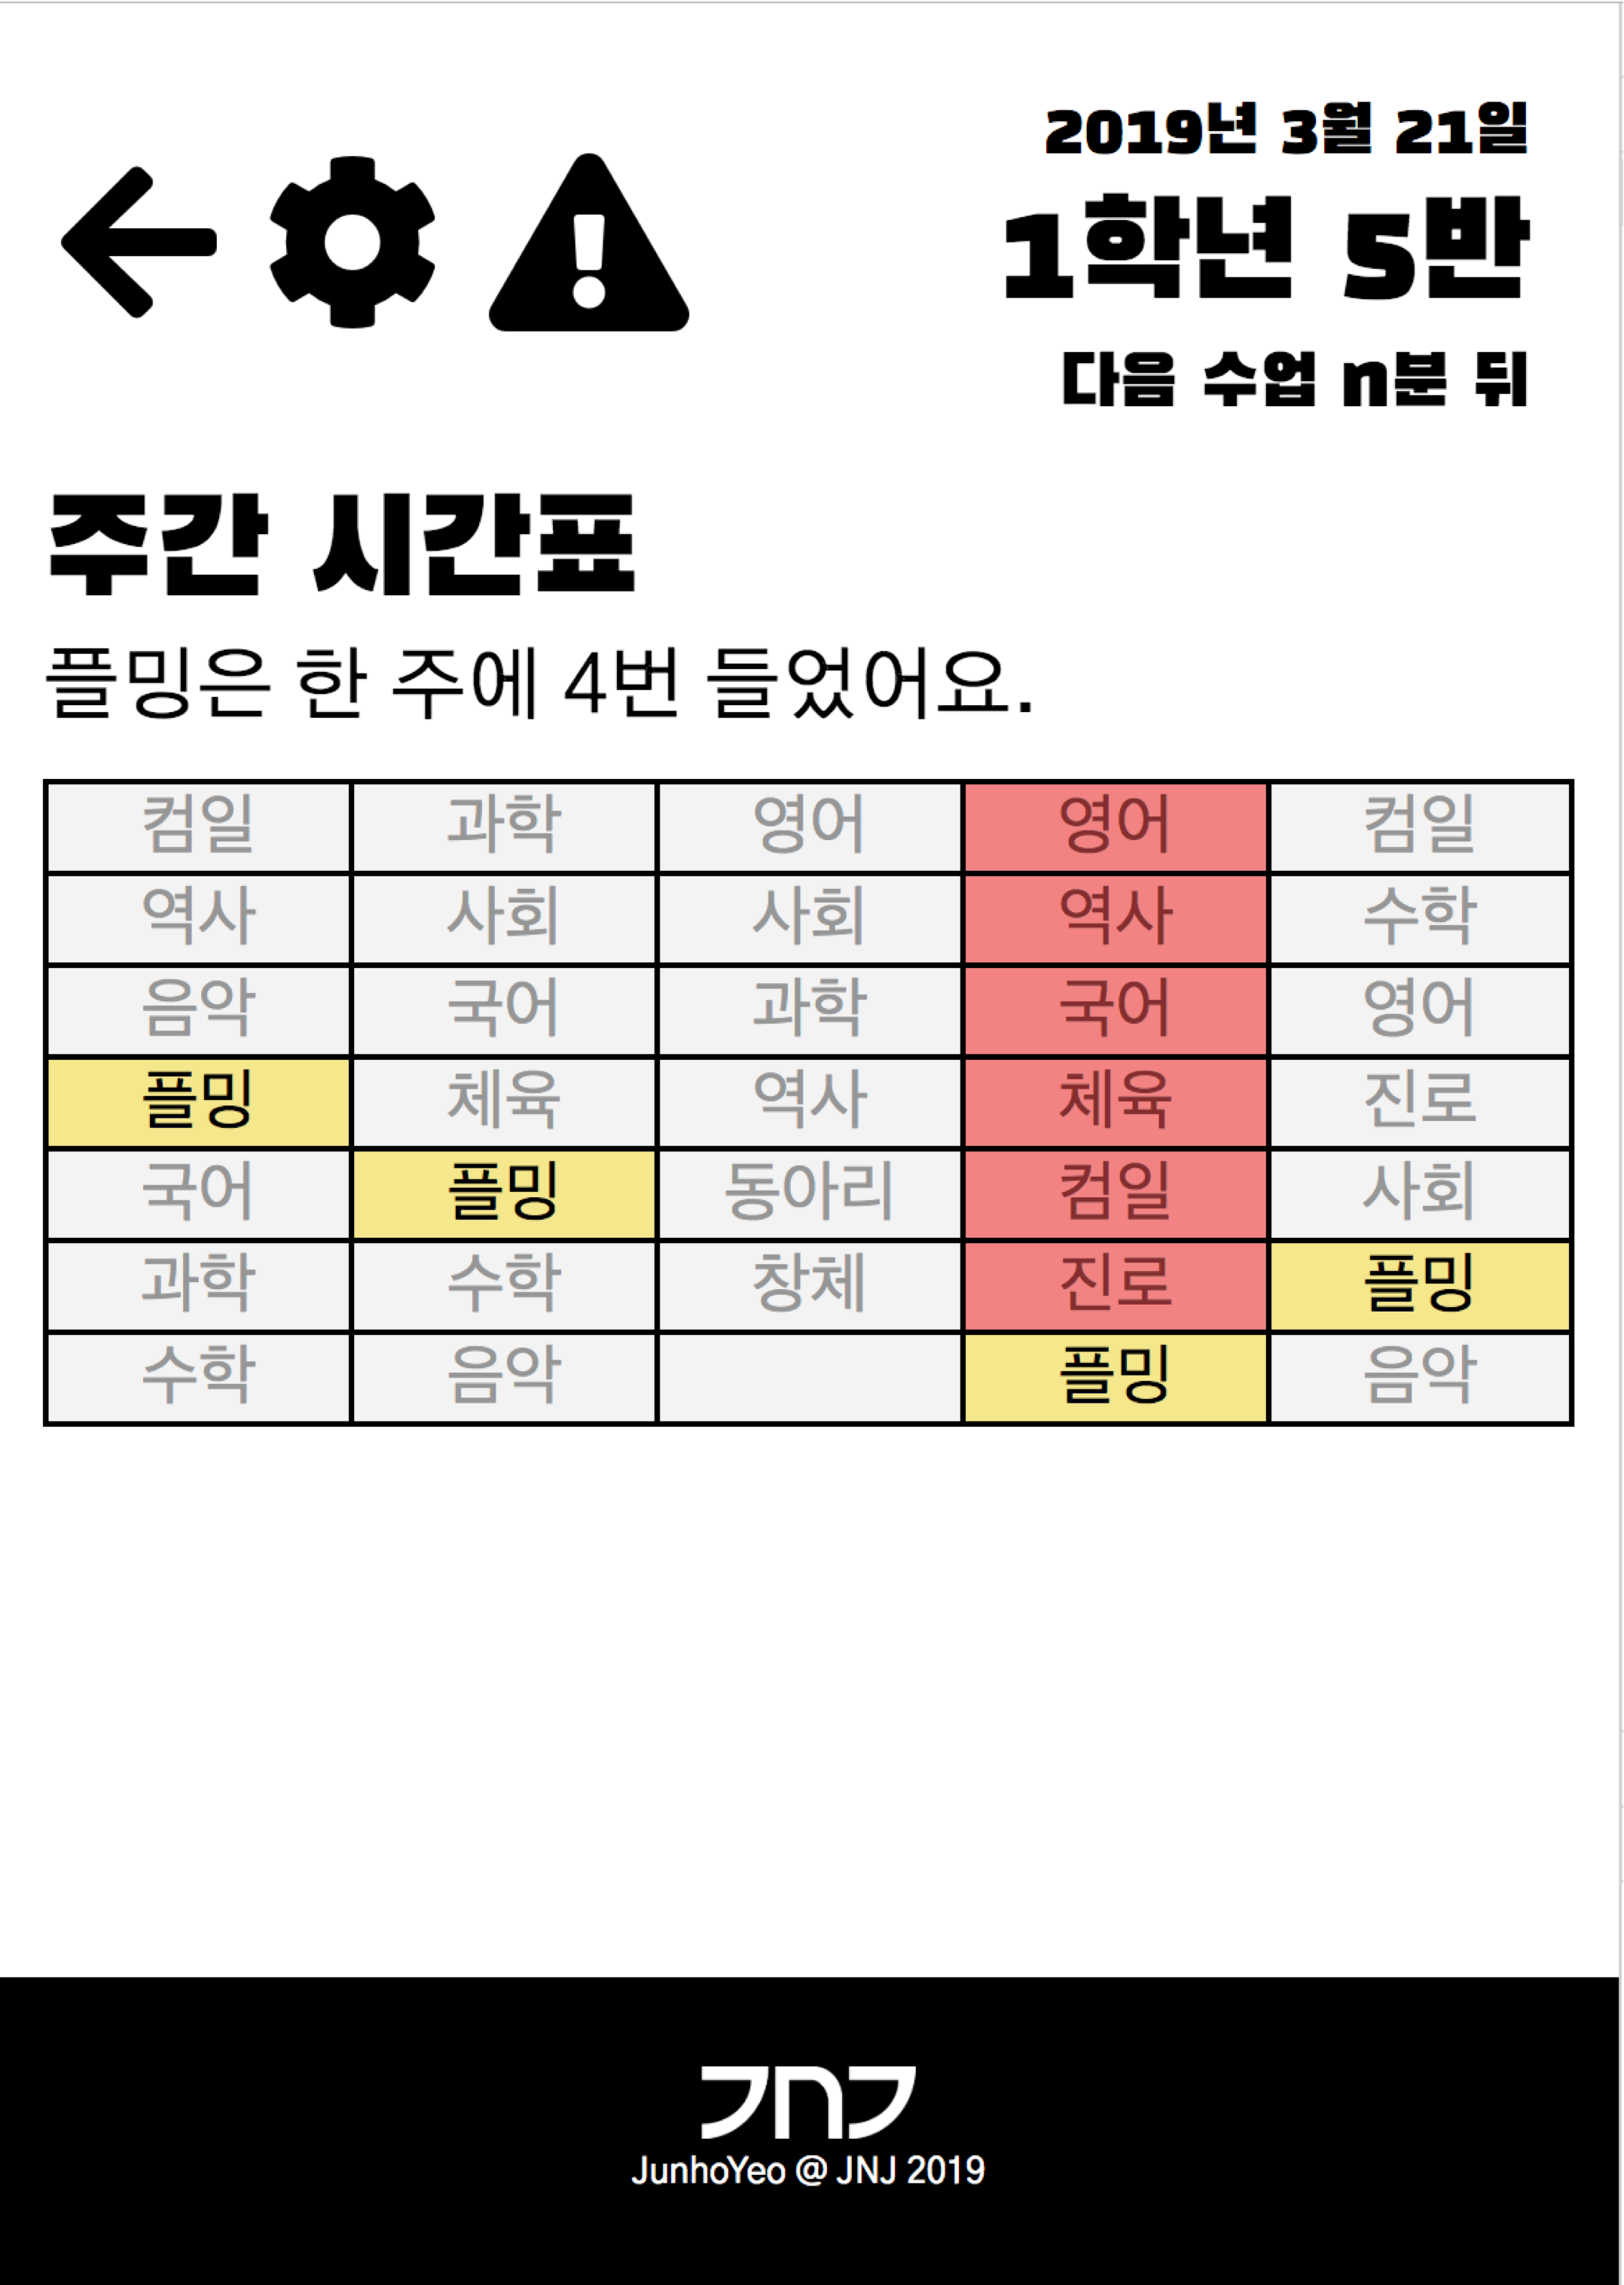 2019년 3월 21일
1학년 5반
다음 수업 n분 뒤
주간 시간표
플밍은 한 주에 4번 들었어요.
컴일 과학 영어 영어 컴일
역사 사회 사회 역사 수학
음악 국어 과학 국어 영어
플밍 체육 역사 체육 진로
국어 플밍 동아리 컴일 사회
과학 수학 창체 진로 플밍
수학 음악 플밍 음악
JNJ
JunhoYeo @ JNJ 2019